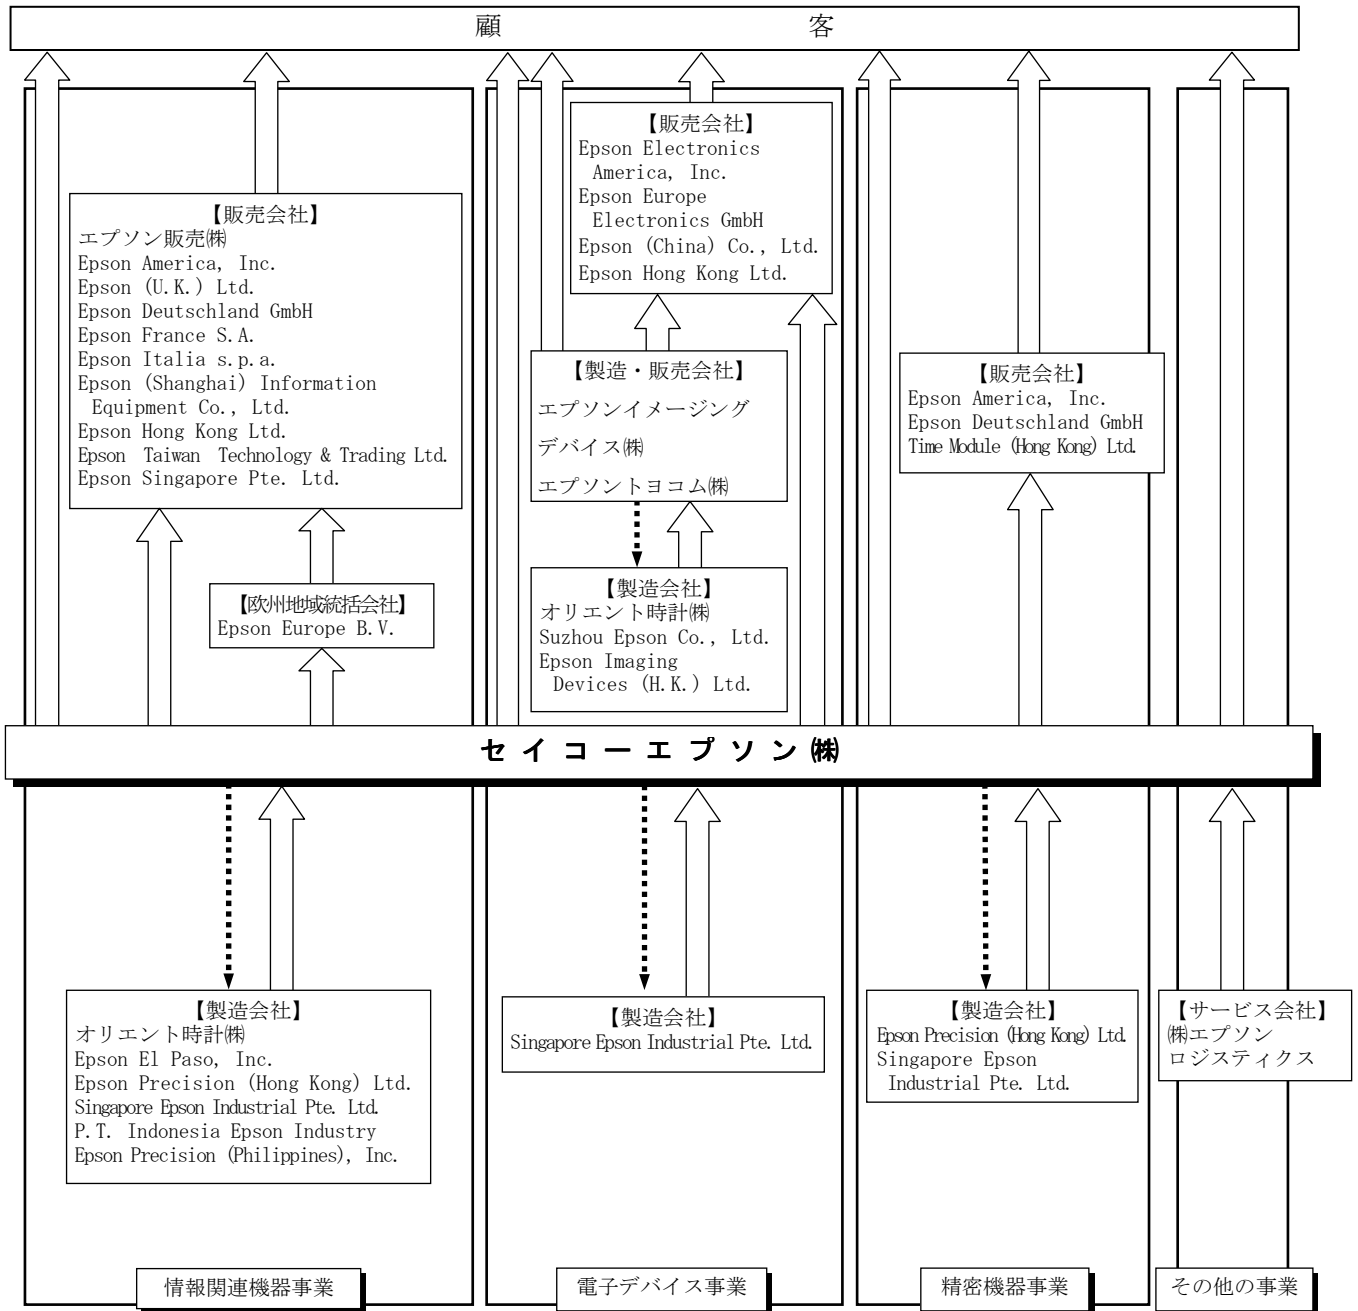 顧客
【販売会社】
エプソン販売㈱
Epson America, Inc.
Epson (U.K.) Ltd.
Epson Deutschland GmbH
Epson France S.A.
Epson Italia s.p.a.
Epson (Shanghai) Information
Equipment Co., Ltd.
Epson Hong Kong Ltd.
Epson Taiwan Technology & Trading Ltd.
Epson Singapore Pte. Ltd.
【欧州地域統括会社】
Epson Europe B.V.
【販売会社】
Epson Electronics
America, Inc.
Epson Europe
Electronics GmbH
Epson (China) Co., Ltd.
Epson Hong Kong Ltd.
【製造・販売会社】
エプソンイメージング
デバイス㈱
エプソントヨコム㈱
【製造会社】
オリエント時計㈱
Suzhou Epson Co., Ltd.
Epson Imaging
Devices (H.K.) Ltd.
【販売会社】
Epson America, Inc.
Epson Deutschland GmbH
Time Module (Hong Kong) Ltd.
セイコーエプソン㈱
【製造会社】
オリエント時計㈱
Epson El Paso, Inc.
Epson Precision (Hong Kong) Ltd.
Singapore Epson Industrial Pte. Ltd.
P.T. Indonesia Epson Industry
Epson Precision (Philippines), Inc.
【製造会社】
Singapore Epson Industrial Pte. Ltd.
【製造会社】
Epson Precision (Hong Kong) Ltd.
Singapore Epson
Industrial Pte. Ltd.
【サービス会社】
㈱エプソン
ロジスティクス
情報関連機器事業
電子デバイス事業
精密機器事業
その他の事業